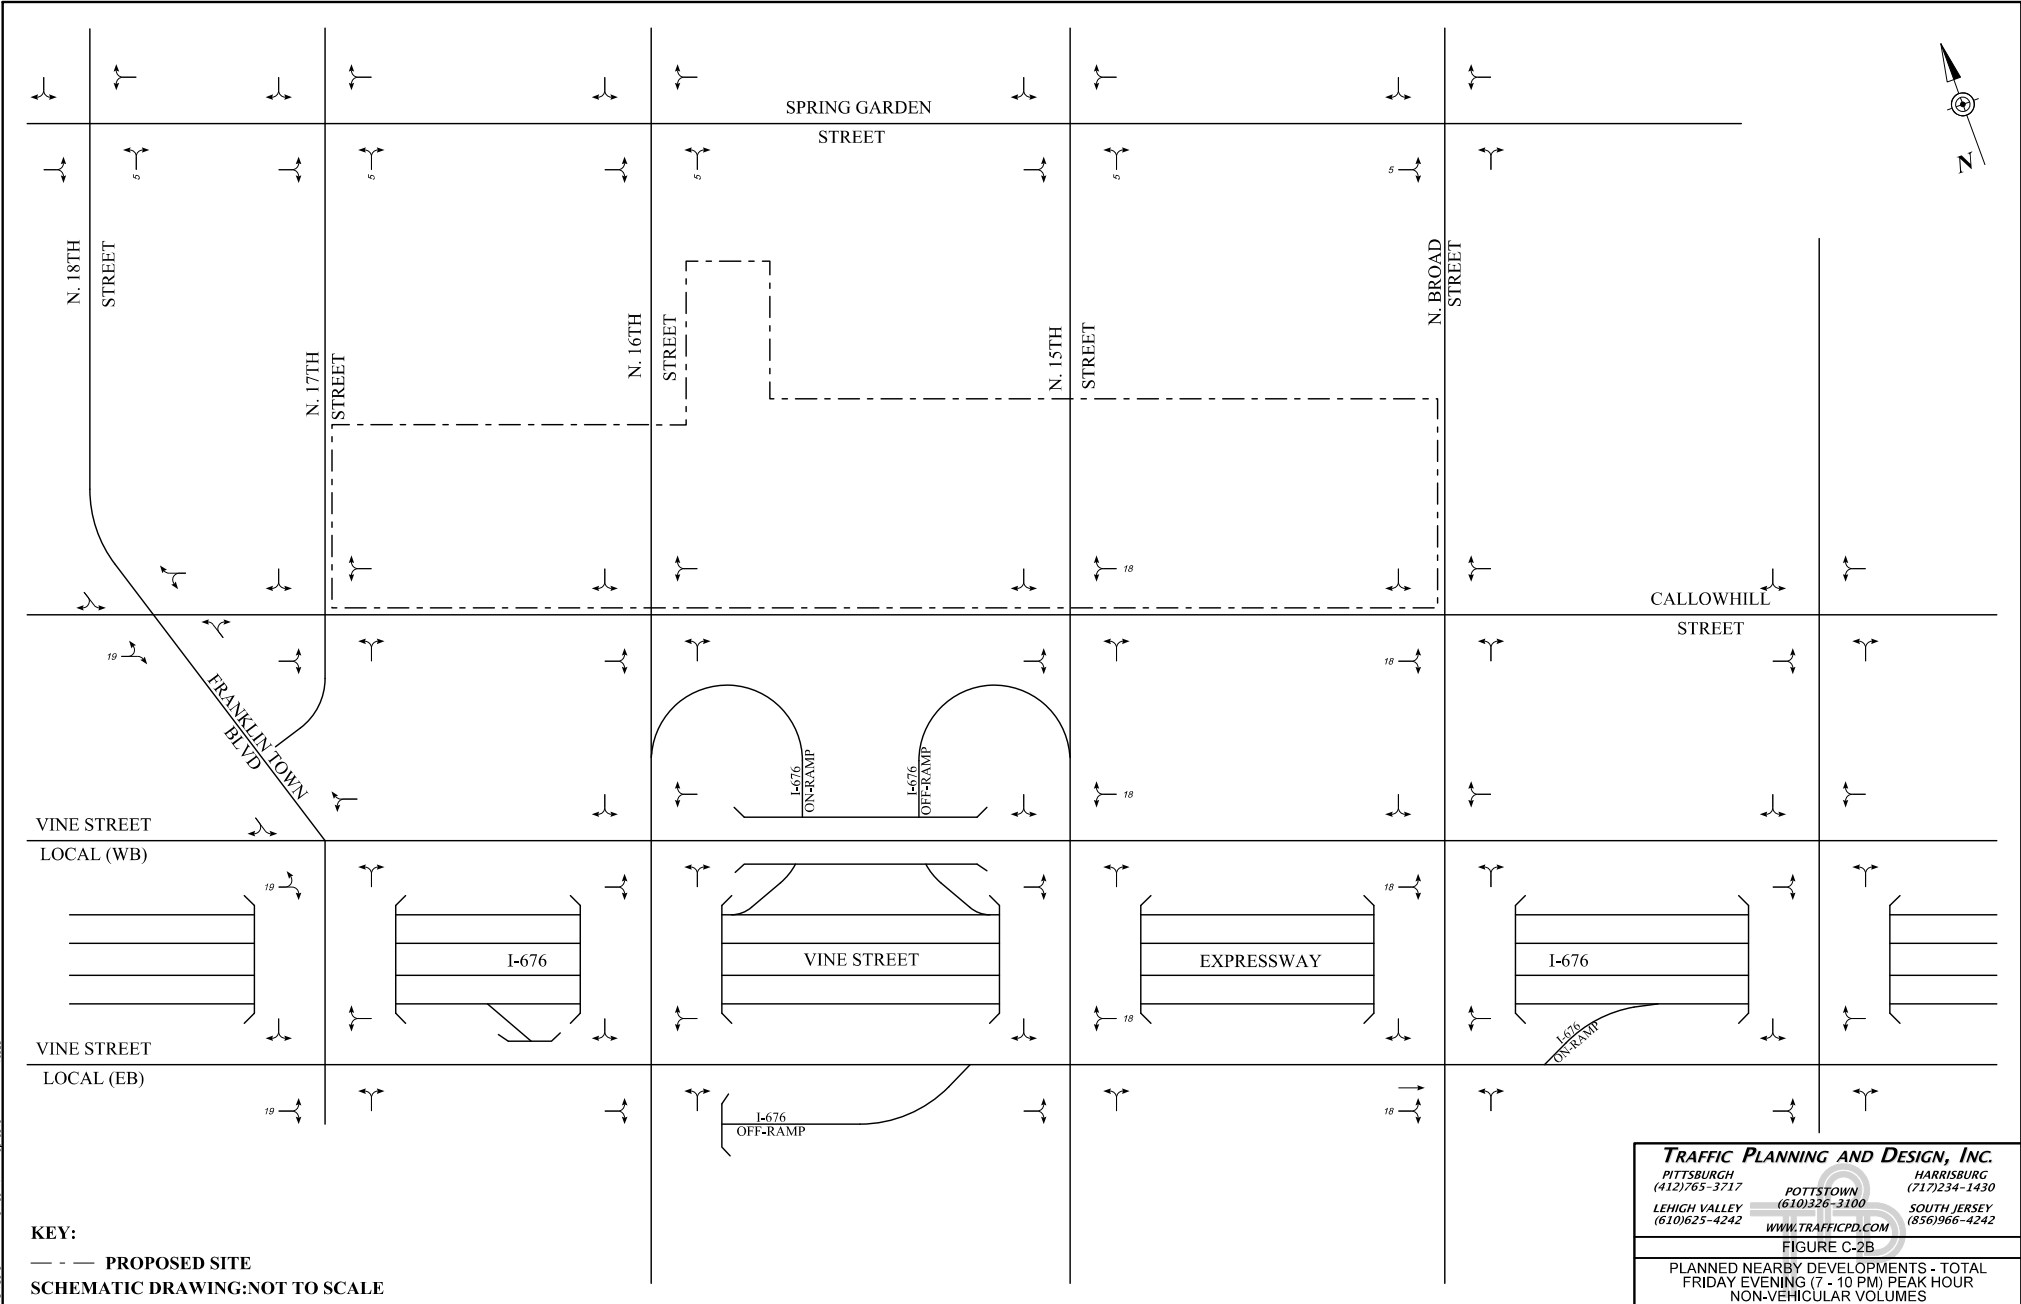 SPRING GARDEN
STREET
N
5
5
5
5
5
N. 18TH
STREET
N. 17TH
STREET
N. 16TH
STREET
N. 15TH
STREET
N. BROAD
STREET
18
CALLOWHILL
STREET
19
18
FRANKLIN TOWN
BLVD
I-676
ON-RAMP
I-676
OFF-RAMP
18
VINE STREET
LOCAL (WB)
19
18
I-676
VINE STREET
EXPRESSWAY
I-676
18
I-676
ON-RAMP
VINE STREET
LOCAL (EB)
19
I-676
OFF-RAMP
18
KEY:
PROPOSED SITE
SCHEMATIC DRAWING:NOT TO SCALE
TRAFFIC PLANNING AND DESIGN, INC.
PITTSBURGH
(412)765-3717
HARRISBURG
(717)234-1430
POTTSTOWN
(610)326-3100
LEHIGH VALLEY
(610)625-4242
SOUTH JERSEY
(856)966-4242
WWW.TRAFFICPD.COM
FIGURE C-2B
PLANNED NEARBY DEVELOPMENTS - TOTAL
FRIDAY EVENING (7 - 10 PM) PEAK HOUR
NON-VEHICULAR VOLUMES